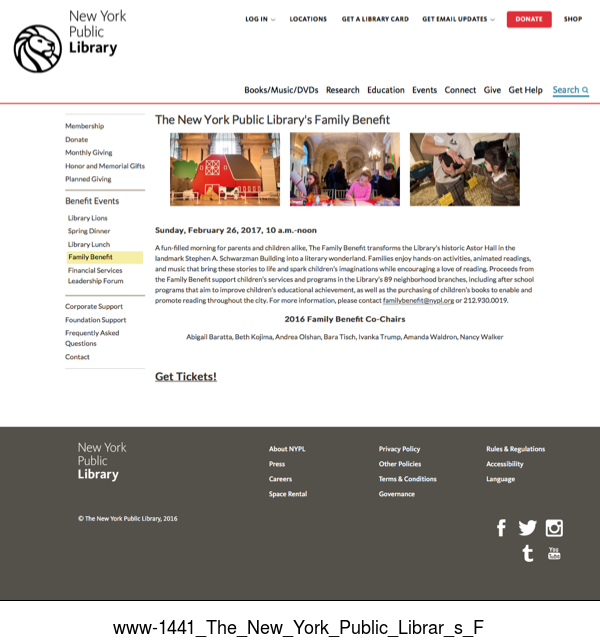 New York
Public
Library
LOG IN
LOCATIONS
GET A LIBRARY CARD
GET EMAIL UPDATES
DONATE
SHOP
Books/Music/DVDs Research Education Events Connect Give Get Help Search
Membership
Donate
Monthly Giving
Honor and Memorial Gifts
Planned Giving
Benefit Events
Library Lions
Spring Dinner
Library Lunch
Family Benefit
Financial Services
Leadership Forum
Corporate Support
Foundation Support
Frequently Asked
Questions
Contact
The New York Public Library's Family Benefit
Sunday, February 26, 2017, 10 a.m.-noon
A fun-filled morning for parents and children alike, The Family Benefit transforms the Library's historic Astor Hall in the
landmark Stephen A. Schwarzman Building into a literary wonderland. Families enjoy hands-on activities, animated readings,
and music that bring these stories to life and spark children's imaginations while encouraging a love of reading. Proceeds from
the Family Benefit support children's services and programs in the Library's 89 neighborhood branches, including after school
programs that aim to improve children's educational achievement, as well as the purchasing of children's books to enable and
promote reading throughout the city. For more information, please contact familybenefit@nypl.org or 212.930.0019.
2016 Family Benefit Co-Chairs
Abigail Baratta, Beth Kojima, Andrea Olshan, Bara Tisch, Ivanka Trump, Amanda Waldron, Nancy Walker
Get Tickets!
New York
Public
Library
About NYPL
Press
Careers
Space Rental
Privacy Policy
Other Policies
Terms & Conditions
Governance
Rules & Regulations
Accessibility
Language
© The New York Public Library, 2016
You
Tube
www-1441_The_New_York_Public_Librar_s_F